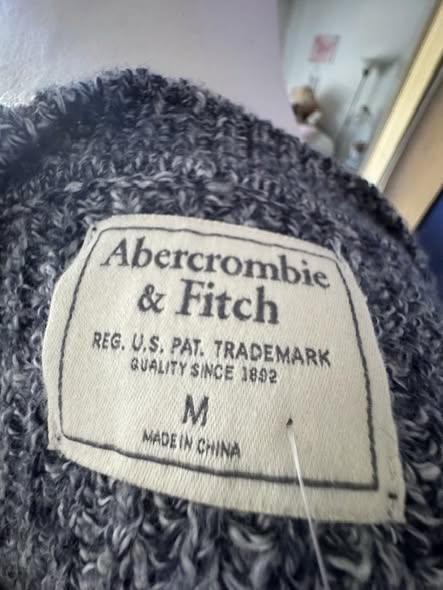 Abercrombie
& Fitch
REG. U.S. PAT. TRADEMARK
QUALITY SINCE 1892
M
MADE IN CHINA